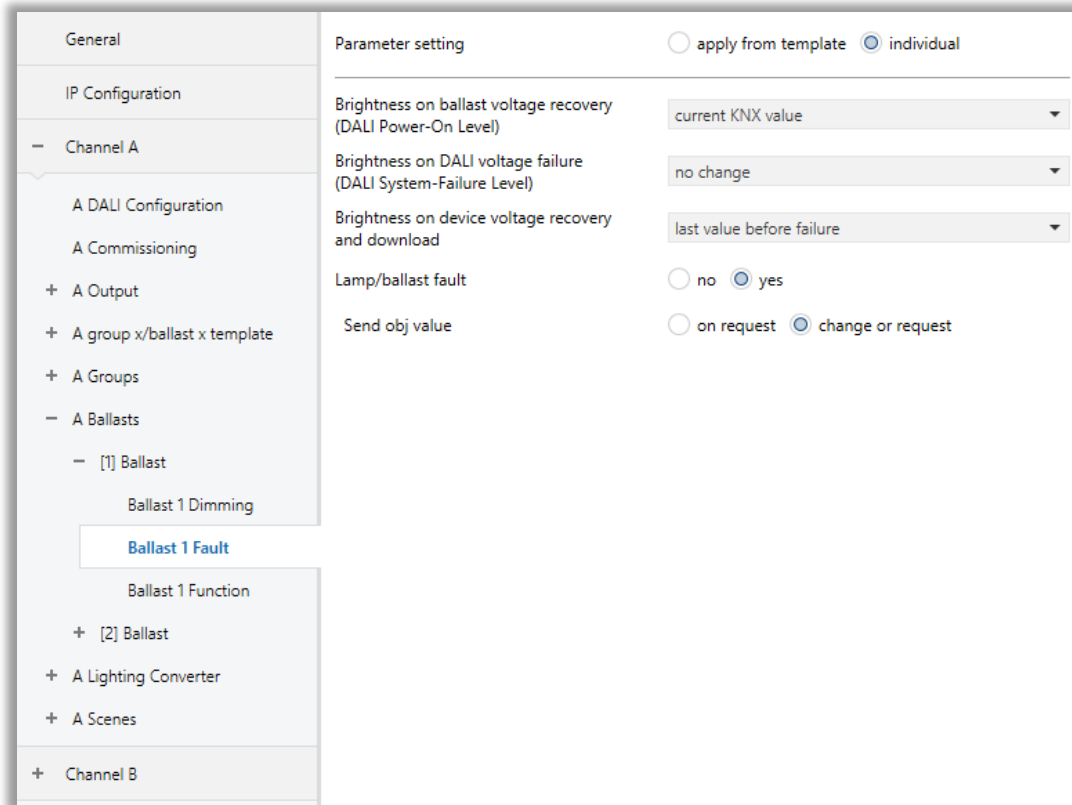 General
IP Configuration
Channel A
A DALI Configuration
A Commissioning
A Output
A group x/ballast x template
A Groups
A Ballasts
[1] Ballast
Ballast 1 Dimming
Ballast 1 Fault
Ballast 1 Function
[2] Ballast
A Lighting Converter
A Scenes
Channel B
Parameter setting apply from template individual
Brightness on ballast voltage recovery
(DALI Power-On Level)
current KNX value
Brightness on DALI voltage failure
(DALI System-Failure Level)
no change
Brightness on device voltage recovery
and download
last value before failure
Lamp/ballast fault no yes
Send obj value on request change or request